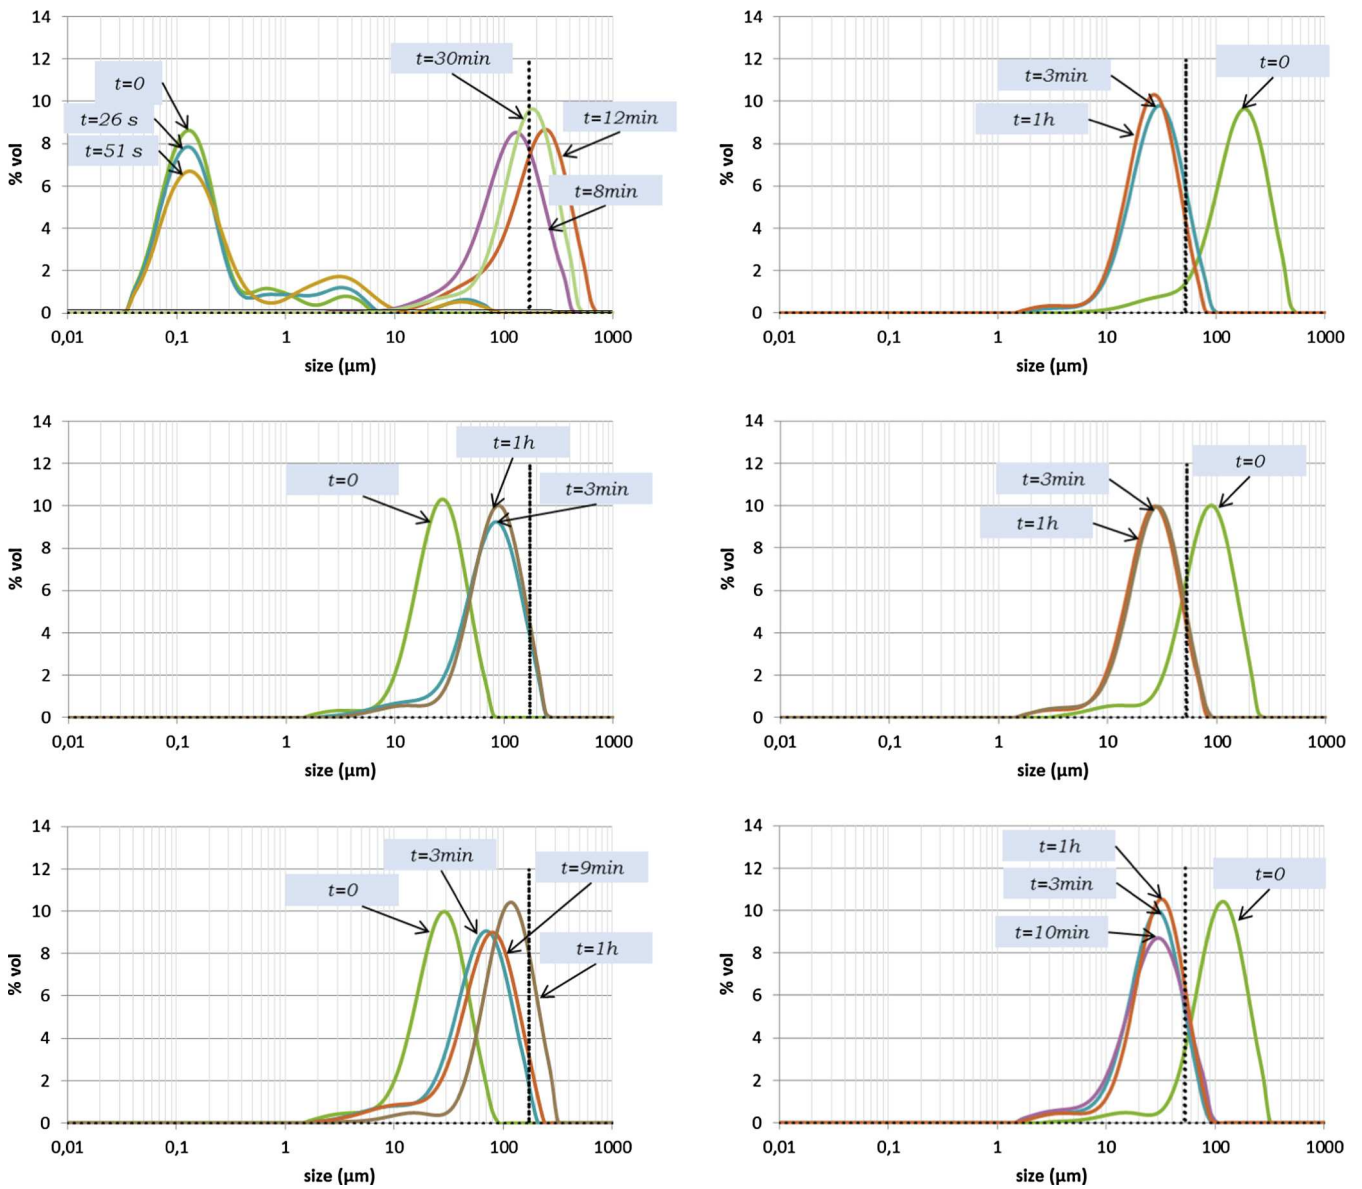 14
12
10
8
6
4
2
0
% vol
t=0
t=26 s
t=51 s
t=30min
t=12min
t=8min
0,01 0,1 1 10 100 1000
size (µm)
14
12
10
8
6
4
2
0
% vol
t=3min
t=1h
t=0
0,01 0,1 1 10 100 1000
size (µm)
14
12
10
8
6
4
2
0
% vol
t=0
t=1h
t=3min
0,01 0,1 1 10 100 1000
size (µm)
14
12
10
8
6
4
2
0
% vol
t=3min
t=1h
t=0
0,01 0,1 1 10 100 1000
size (µm)
14
12
10
8
6
4
2
0
% vol
t=0
t=3min
t=9min
t=1h
0,01 0,1 1 10 100 1000
size (µm)
14
12
10
8
6
4
2
0
% vol
t=1h
t=3min
t=10min
t=0
0,01 0,1 1 10 100 1000
size (µm)